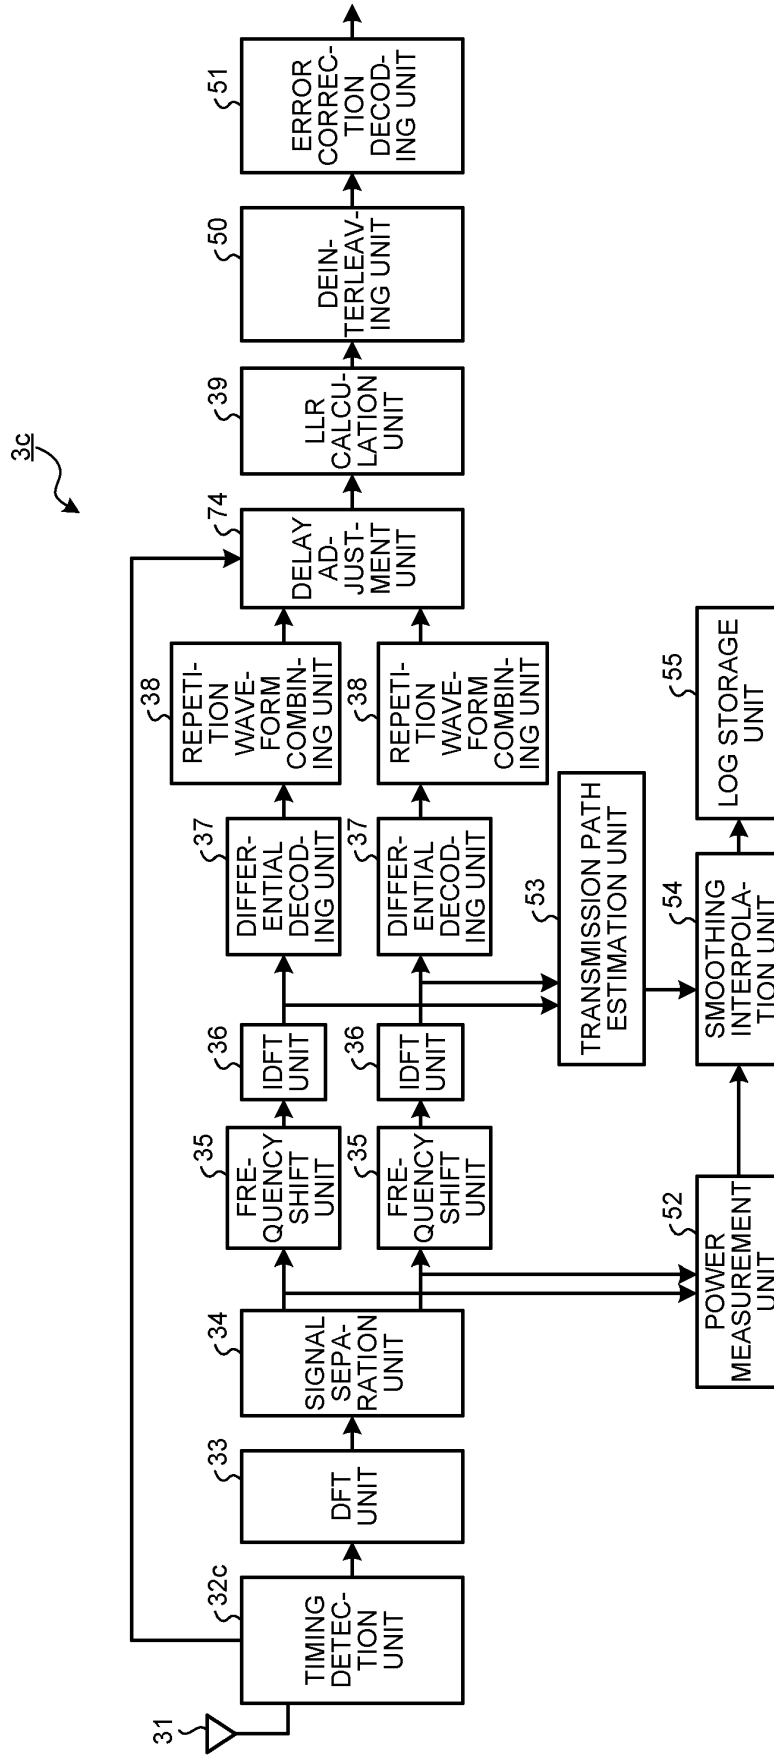 3c
31
32c
TIMING
DETEC-
TION
UNIT
33
DFT
UNIT
34
SIGNAL
SEPA-
RATION
UNIT
35
FRE-
QUENCY
SHIFT
UNIT
36
IDFT
UNIT
37
DIFFER-
ENTIAL
DECOD-
ING UNIT
38
REPETI-
TION
WAVE-
FORM
COMBIN-
ING UNIT
35
FRE-
QUENCY
SHIFT
UNIT
36
IDFT
UNIT
37
DIFFER-
ENTIAL
DECOD-
ING UNIT
38
REPETI-
TION
WAVE-
FORM
COMBIN-
ING UNIT
74
DELAY
AD-
JUST-
MENT
UNIT
39
LLR
CALCU-
LATION
UNIT
50
DEIN-
TERLEAV-
ING UNIT
51
ERROR
CORREC-
TION
DECOD-
ING UNIT
52
POWER
MEASUREMENT
UNIT
53
TRANSMISSION PATH
ESTIMATION UNIT
54
SMOOTHING
INTERPOLA-
TION UNIT
55
LOG STORAGE
UNIT